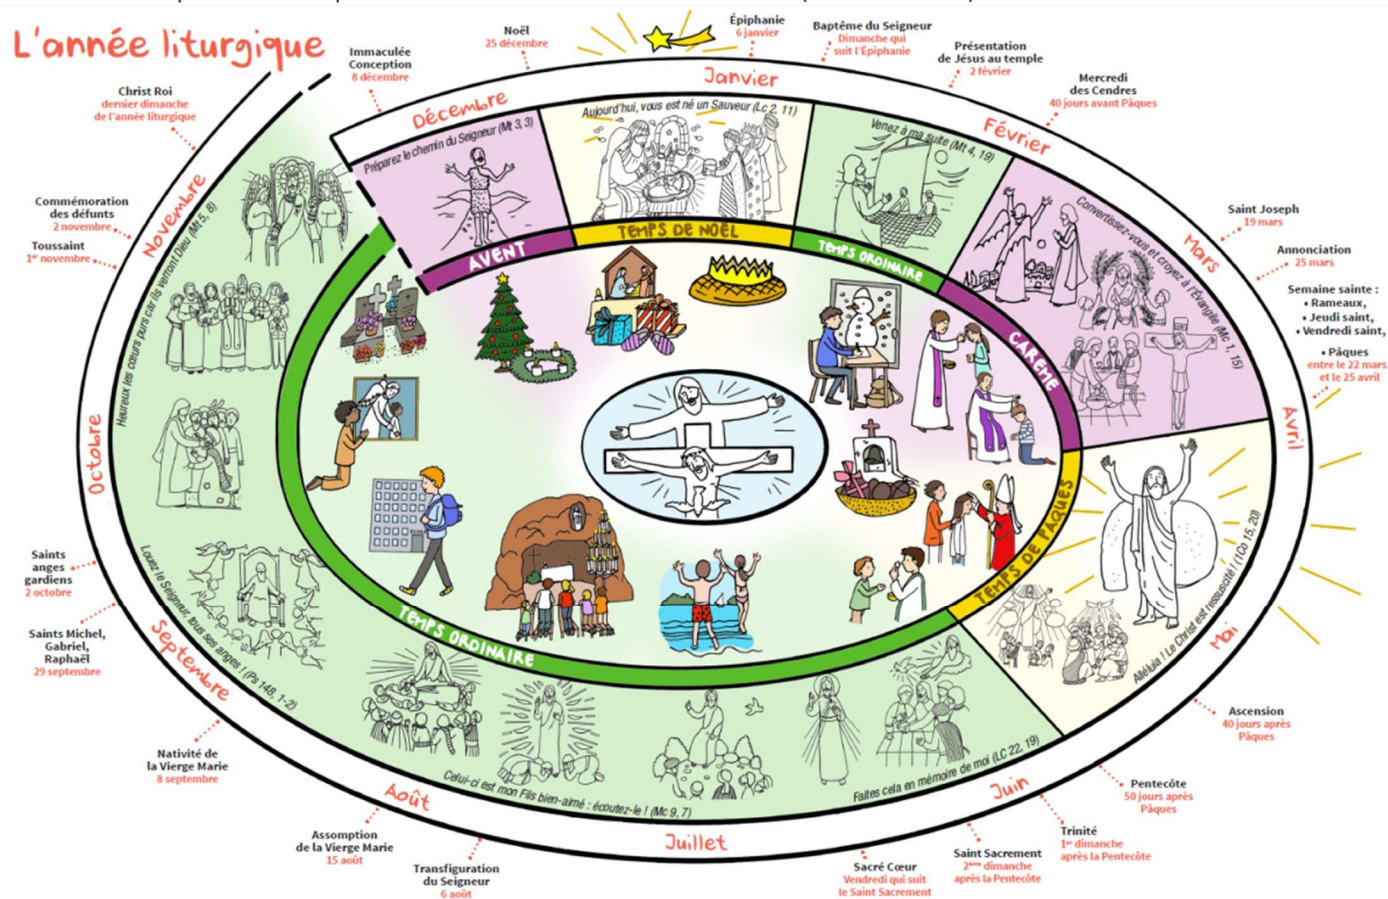 L'année liturgique
Immaculée
Conception
8 décembre
Noël
25 décembre
Épiphanie
6 janvier
Baptême du Seigneur
Dimanche qui
suit l'Épiphanie
Présentation
de Jésus au temple
2 février
Mercredi
des Cendres
40 jours avant Pâques
Saint Joseph
19 mars
Annonciation
25 mars
Semaine sainte :
• Rameaux,
• Jeudi saint,
• Vendredi saint,
• Pâques
entre le 22 mars
et le 25 avril
Ascension
40 jours après
Pâques
Pentecôte
50 jours après
Pâques
Trinité
1er dimanche
après la Pentecôte
Saint Sacrement
2ème dimanche
après la Pentecôte
Sacré Cœur
Vendredi qui suit
le Saint Sacrement
Transfiguration
du Seigneur
6 août
Assomption
de la Vierge Marie
15 août
Nativité de
la Vierge Marie
8 septembre
Saints Michel,
Gabriel,
Raphaël
29 septembre
Saints
anges
gardiens
2 octobre
Toussaint
1er novembre
Commémoration
des défunts
2 novembre
Christ Roi
dernier dimanche
de l'année liturgique
Décembre
Janvier
Février
Mars
Avril
Mai
Juin
Juillet
Août
Septembre
Octobre
Novembre
Préparez le chemin du Seigneur (Mt 3, 3)
Aujourd'hui, vous est né un Sauveur (Lc 2, 11)
Venez à ma suite (Mt 4, 19)
Convertissez-vous et croyez à l'Évangile (Mc 1, 15)
Alléluia ! Le Christ est ressuscité ! (1Co 15, 20)
Faites cela en mémoire de moi (LC 22, 19)
Celui-ci est mon Fils bien-aimé : écoutez-le ! (Mc 9, 7)
Louez le Seigneur, tous ses anges ! (Ps 148, 1-2)
Heureux les cœurs purs car ils verront Dieu (Mt 5, 8)
AVENT
TEMPS DE NOËL
TEMPS ORDINAIRE
CARÊME
TEMPS DE PÂQUES
TEMPS ORDINAIRE